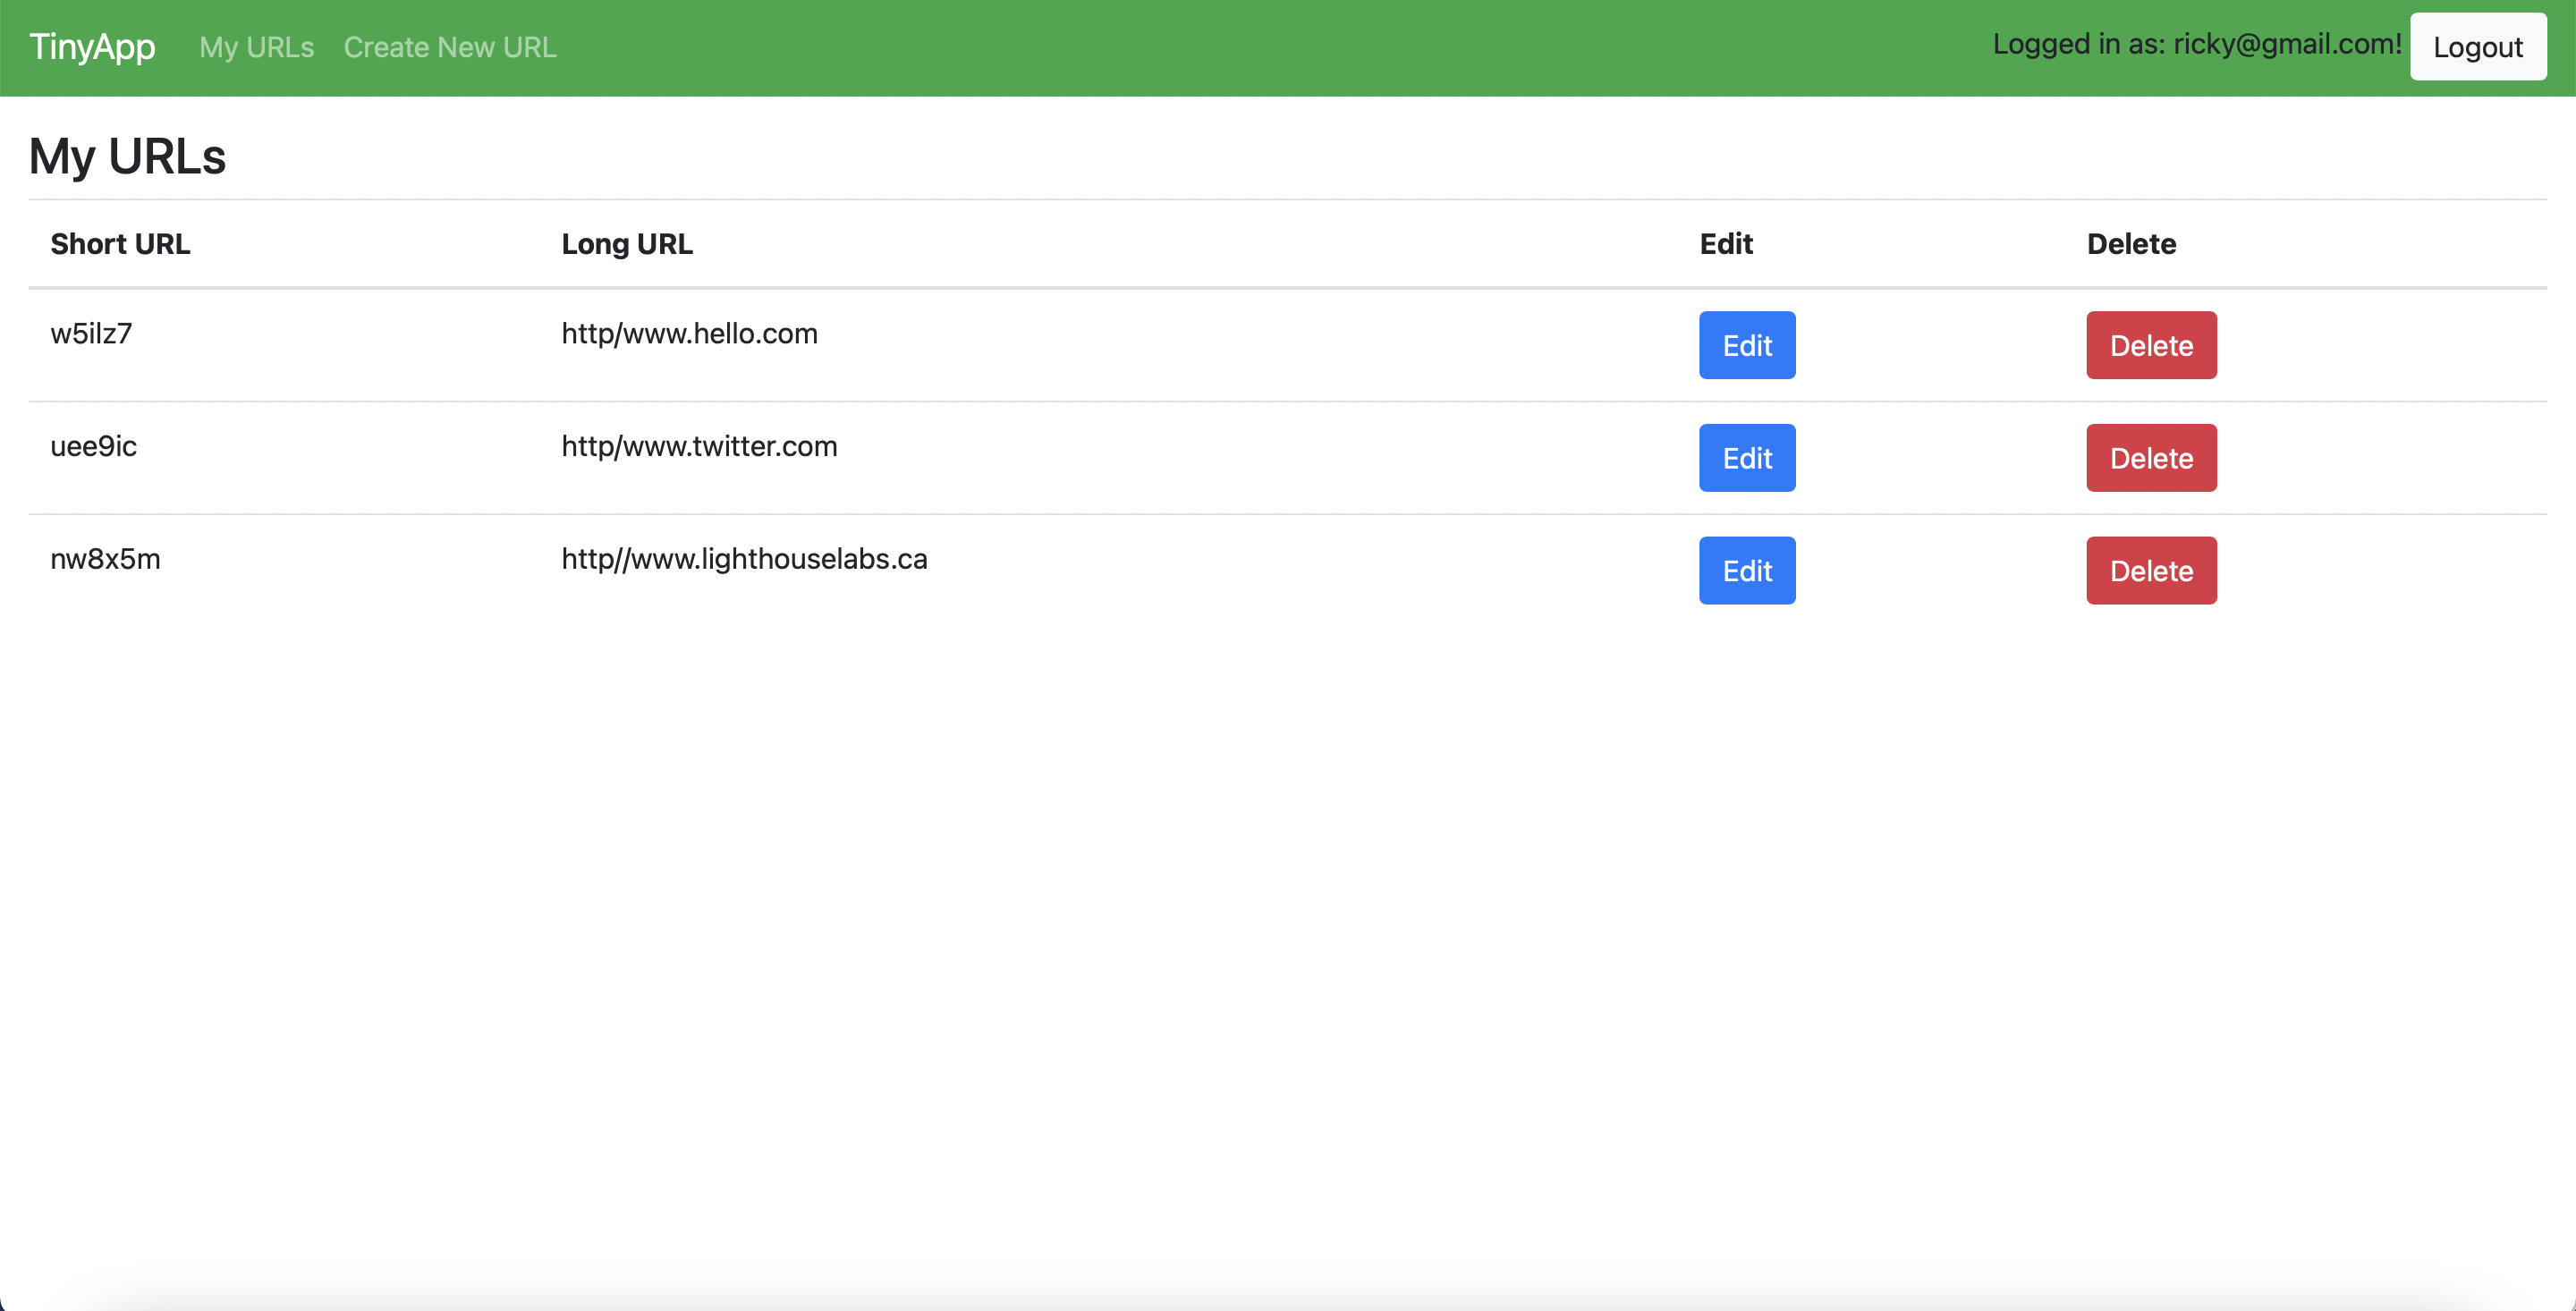 TinyApp My URLs Create New URL Logged in as: ricky@gmail.com! Logout
My URLs
Short URL Long URL Edit Delete
w5ilz7 http/www.hello.com Edit Delete
uee9ic http/www.twitter.com Edit Delete
nw8x5m http//www.lighthouselabs.ca Edit Delete